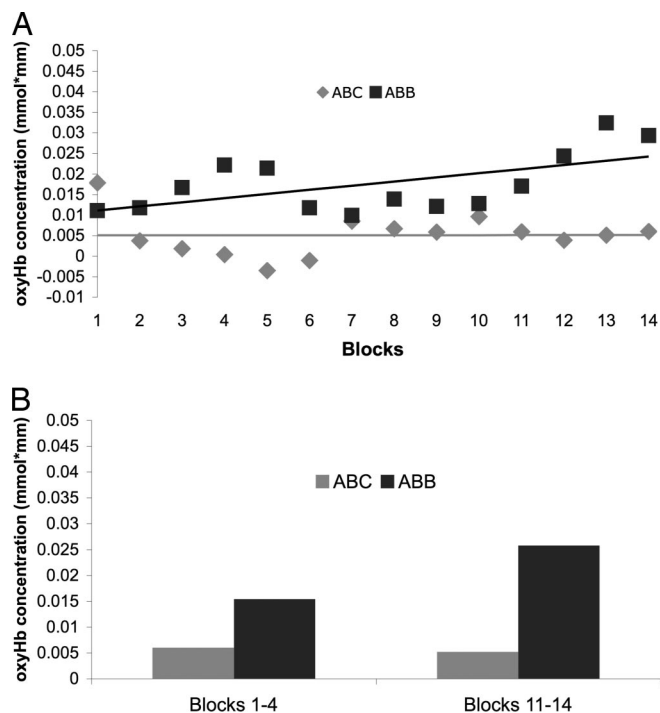 A
oxyHb concentration (mmol*mm)
0.05
0.045
0.04
0.035
0.03
0.025
0.02
0.015
0.01
0.005
0
-0.005
-0.01
ABC ABB
1 2 3 4 5 6 7 8 9 10 11 12 13 14
Blocks
B
oxyHb concentration (mmol*mm)
0.05
0.045
0.04
0.035
0.03
0.025
0.02
0.015
0.01
0.005
0
ABC ABB
Blocks 1-4 Blocks 11-14